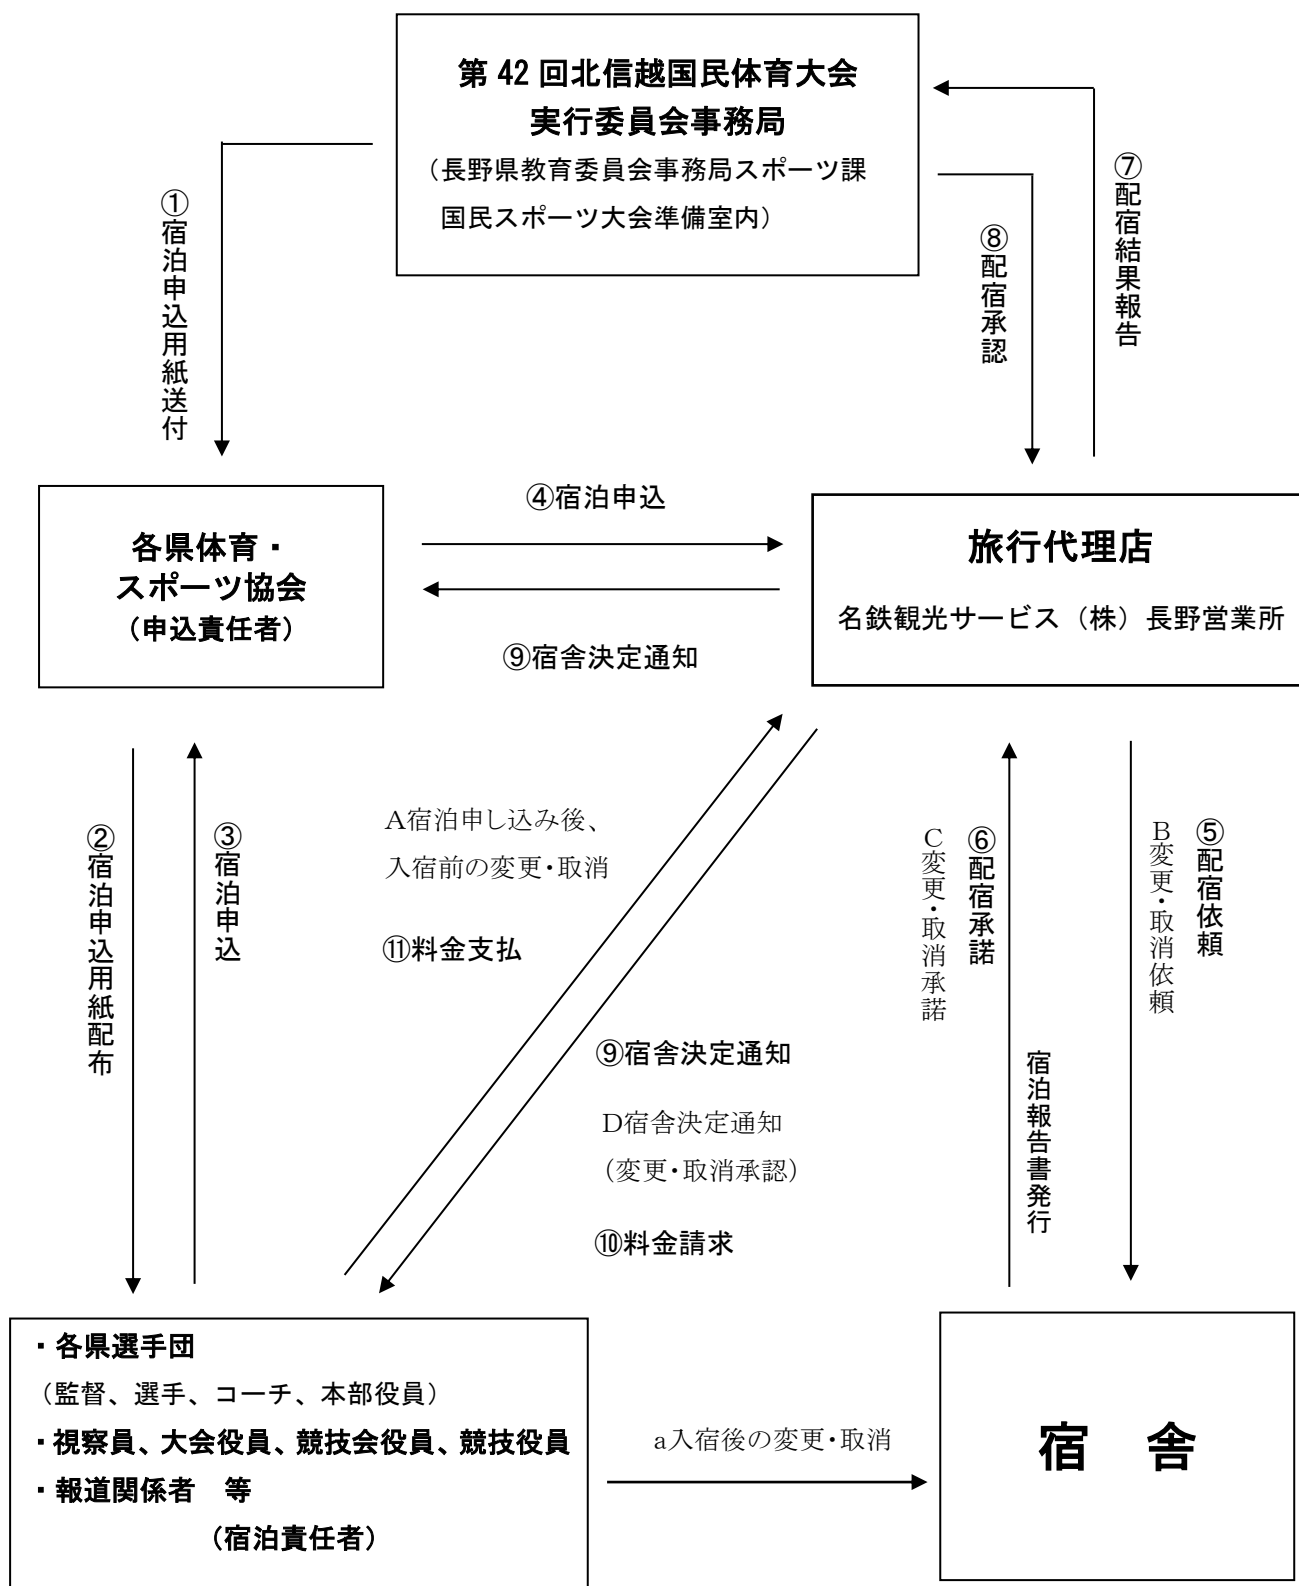 第 42 回北信越国民体育大会
実行委員会事務局
（長野県教育委員会事務局スポーツ課
国民スポーツ大会準備室内）
①宿泊申込用紙送付
⑧配宿承認
⑦配宿結果報告
各県体育・
スポーツ協会
（申込責任者）
④宿泊申込
⑨宿舎決定通知
旅行代理店
名鉄観光サービス（株）長野営業所
②宿泊申込用紙配布
③宿泊申込
A宿泊申し込み後、
入宿前の変更・取消
⑪料金支払
⑨宿舎決定通知
D宿舎決定通知
（変更・取消承認）
⑩料金請求
C変更・取消承諾
⑥配宿承諾
宿泊報告書発行
B変更・取消依頼
⑤配宿依頼
・各県選手団
（監督、選手、コーチ、本部役員）
・視察員、大会役員、競技会役員、競技役員
・報道関係者　等
（宿泊責任者）
a入宿後の変更・取消
宿　舎